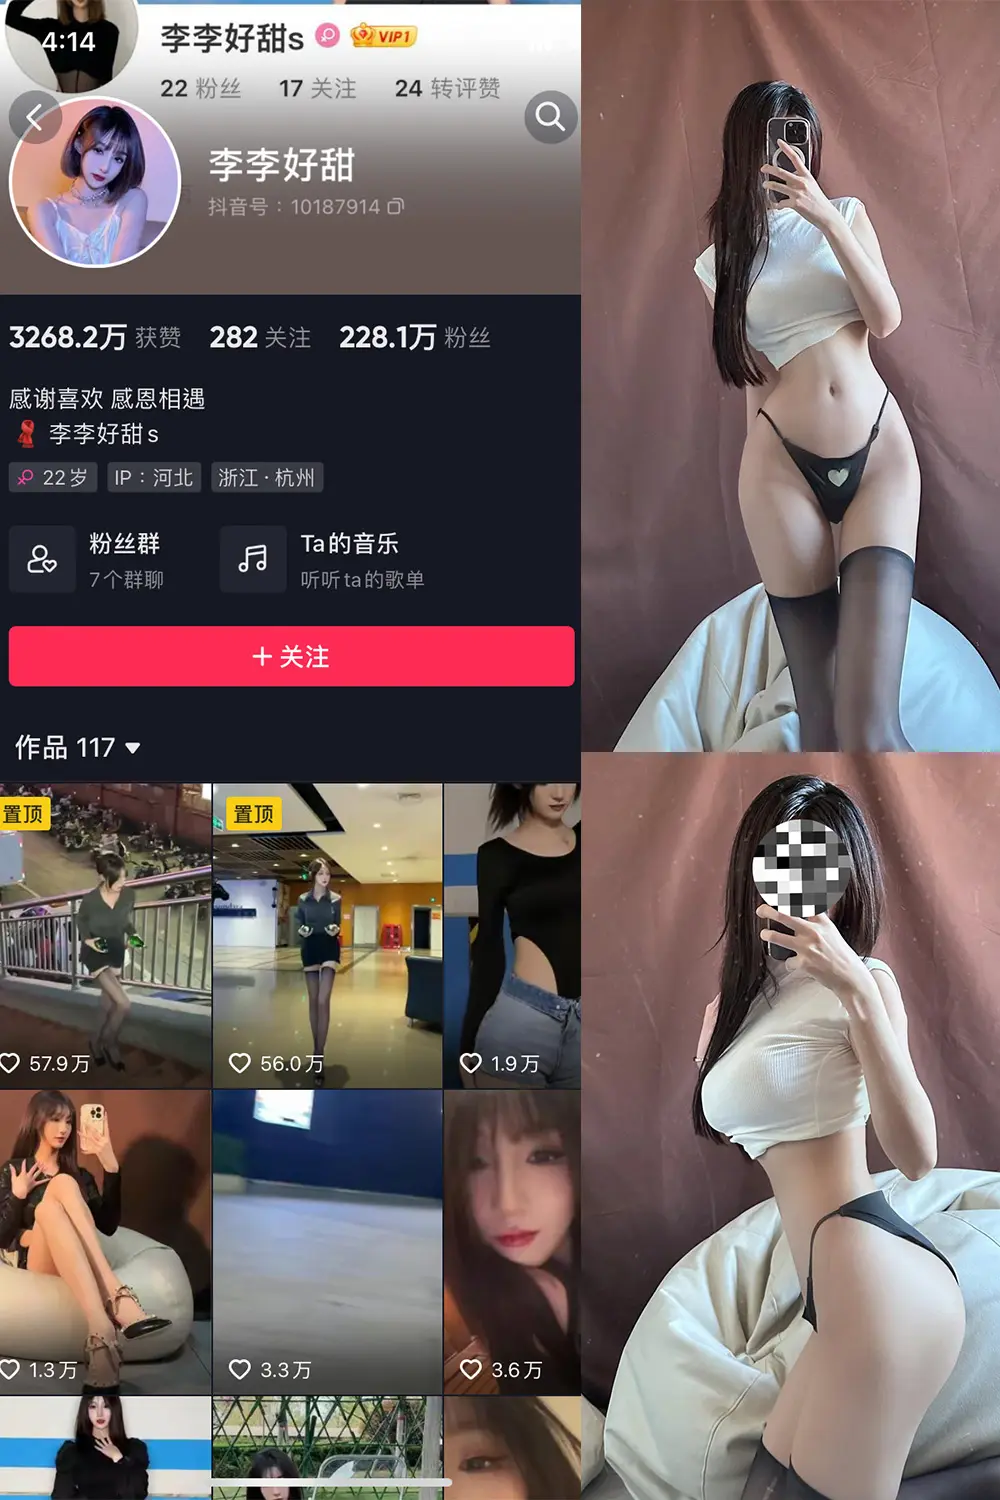 4:14
李李好甜s
VIP1
22 粉丝 17 关注 24 转评赞
李李好甜
抖音号：10187914
3268.2万 获赞 282 关注 228.1万 粉丝
感谢喜欢 感恩相遇
李李好甜s
22岁 IP：河北 浙江·杭州
粉丝群
7个群聊
Ta的音乐
听听ta的歌单
+ 关注
作品 117
置顶
置顶
57.9万
56.0万
1.9万
1.3万
3.3万
3.6万